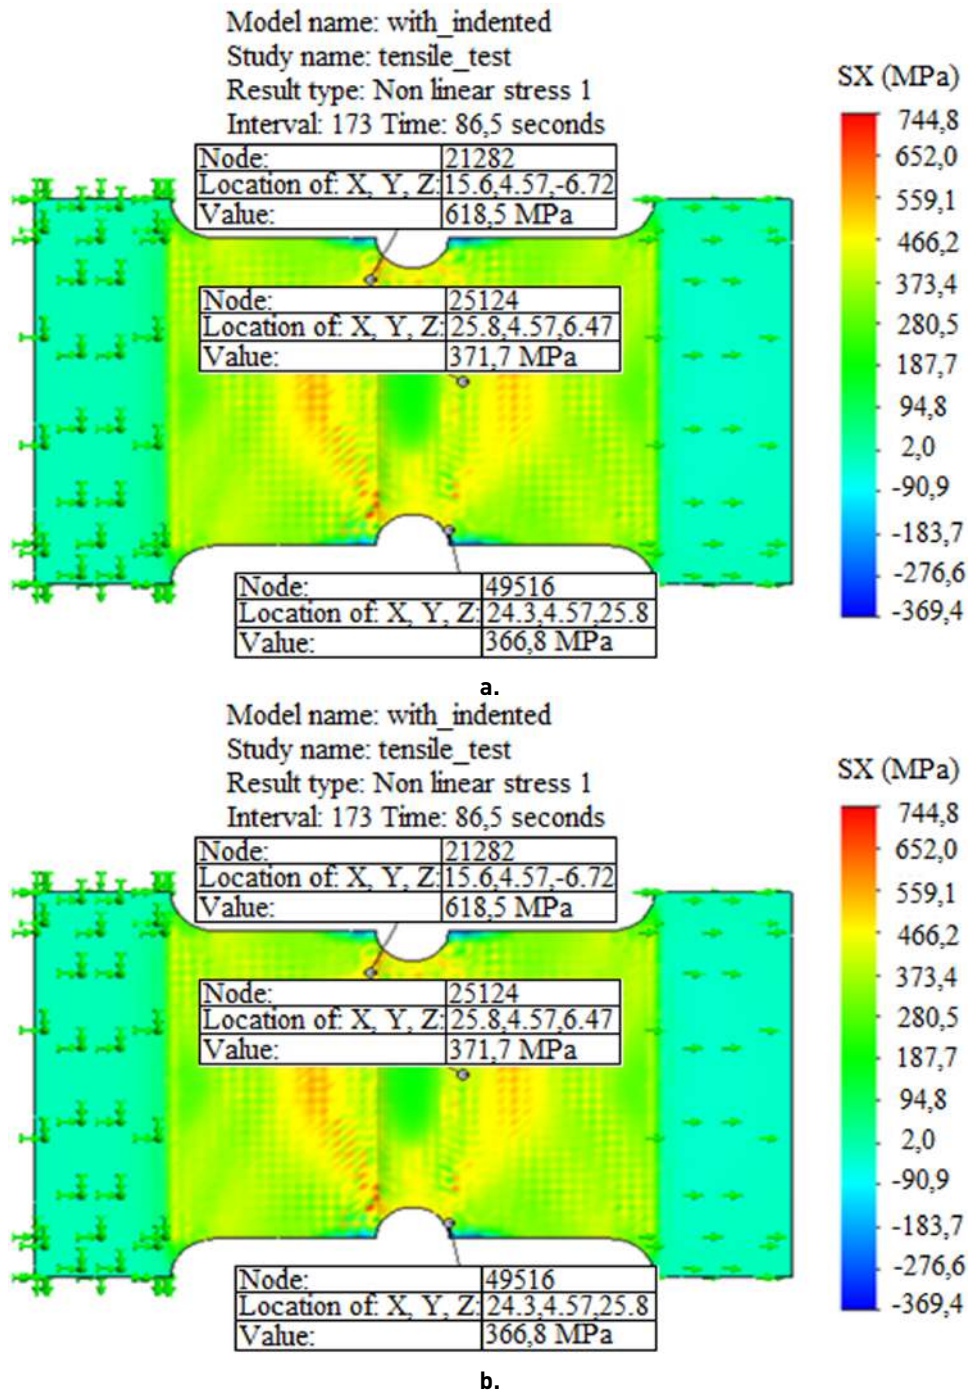 Model name: with_indented
Study name: tensile_test
Result type: Non linear stress 1
Interval: 173 Time: 86,5 seconds
SX (MPa)
744,8
652,0
559,1
466,2
373,4
280,5
187,7
94,8
2,0
-90,9
-183,7
-276,6
-369,4
Node: 21282
Location of: X, Y, Z: 15.6,4.57,-6.72
Value: 618,5 MPa
Node: 25124
Location of: X, Y, Z: 25.8,4.57,6.47
Value: 371,7 MPa
Node: 49516
Location of: X, Y, Z: 24.3,4.57,25.8
Value: 366,8 MPa
a.
Model name: with_indented
Study name: tensile_test
Result type: Non linear stress 1
Interval: 173 Time: 86,5 seconds
SX (MPa)
744,8
652,0
559,1
466,2
373,4
280,5
187,7
94,8
2,0
-90,9
-183,7
-276,6
-369,4
Node: 21282
Location of: X, Y, Z: 15.6,4.57,-6.72
Value: 618,5 MPa
Node: 25124
Location of: X, Y, Z: 25.8,4.57,6.47
Value: 371,7 MPa
Node: 49516
Location of: X, Y, Z: 24.3,4.57,25.8
Value: 366,8 MPa
b.